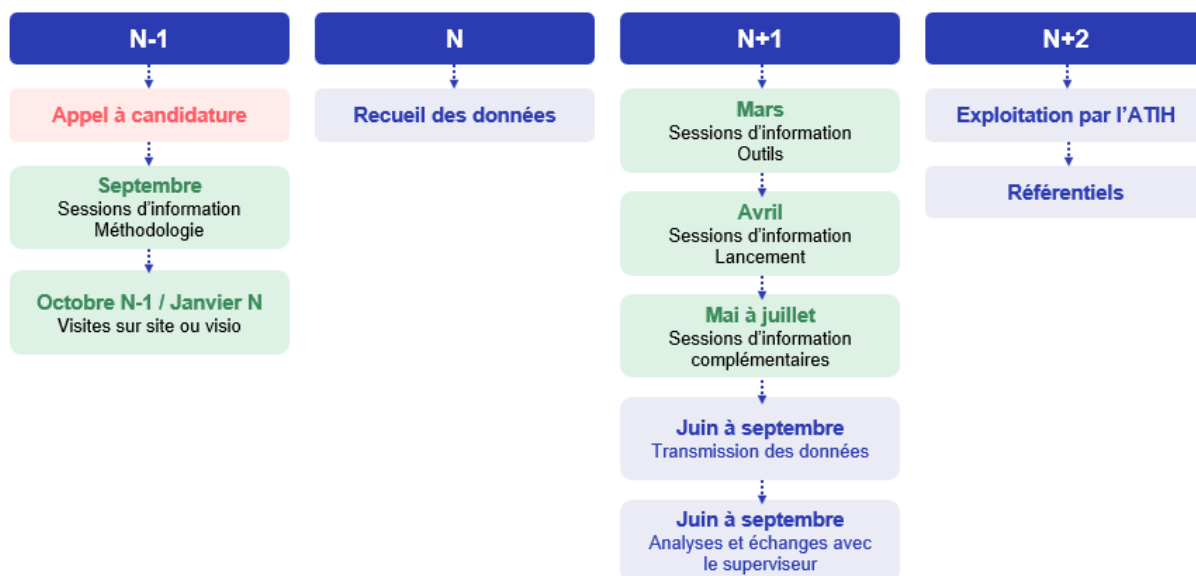 N-1
Appel à candidature
Septembre
Sessions d'information
Méthodologie
Octobre N-1 / Janvier N
Visites sur site ou visio
N
Recueil des données
N+1
Mars
Sessions d'information
Outils
Avril
Sessions d'information
Lancement
Mai à juillet
Sessions d'information
complémentaires
Juin à septembre
Transmission des données
Juin à septembre
Analyses et échanges avec
le superviseur
N+2
Exploitation par l'ATIH
Référentiels